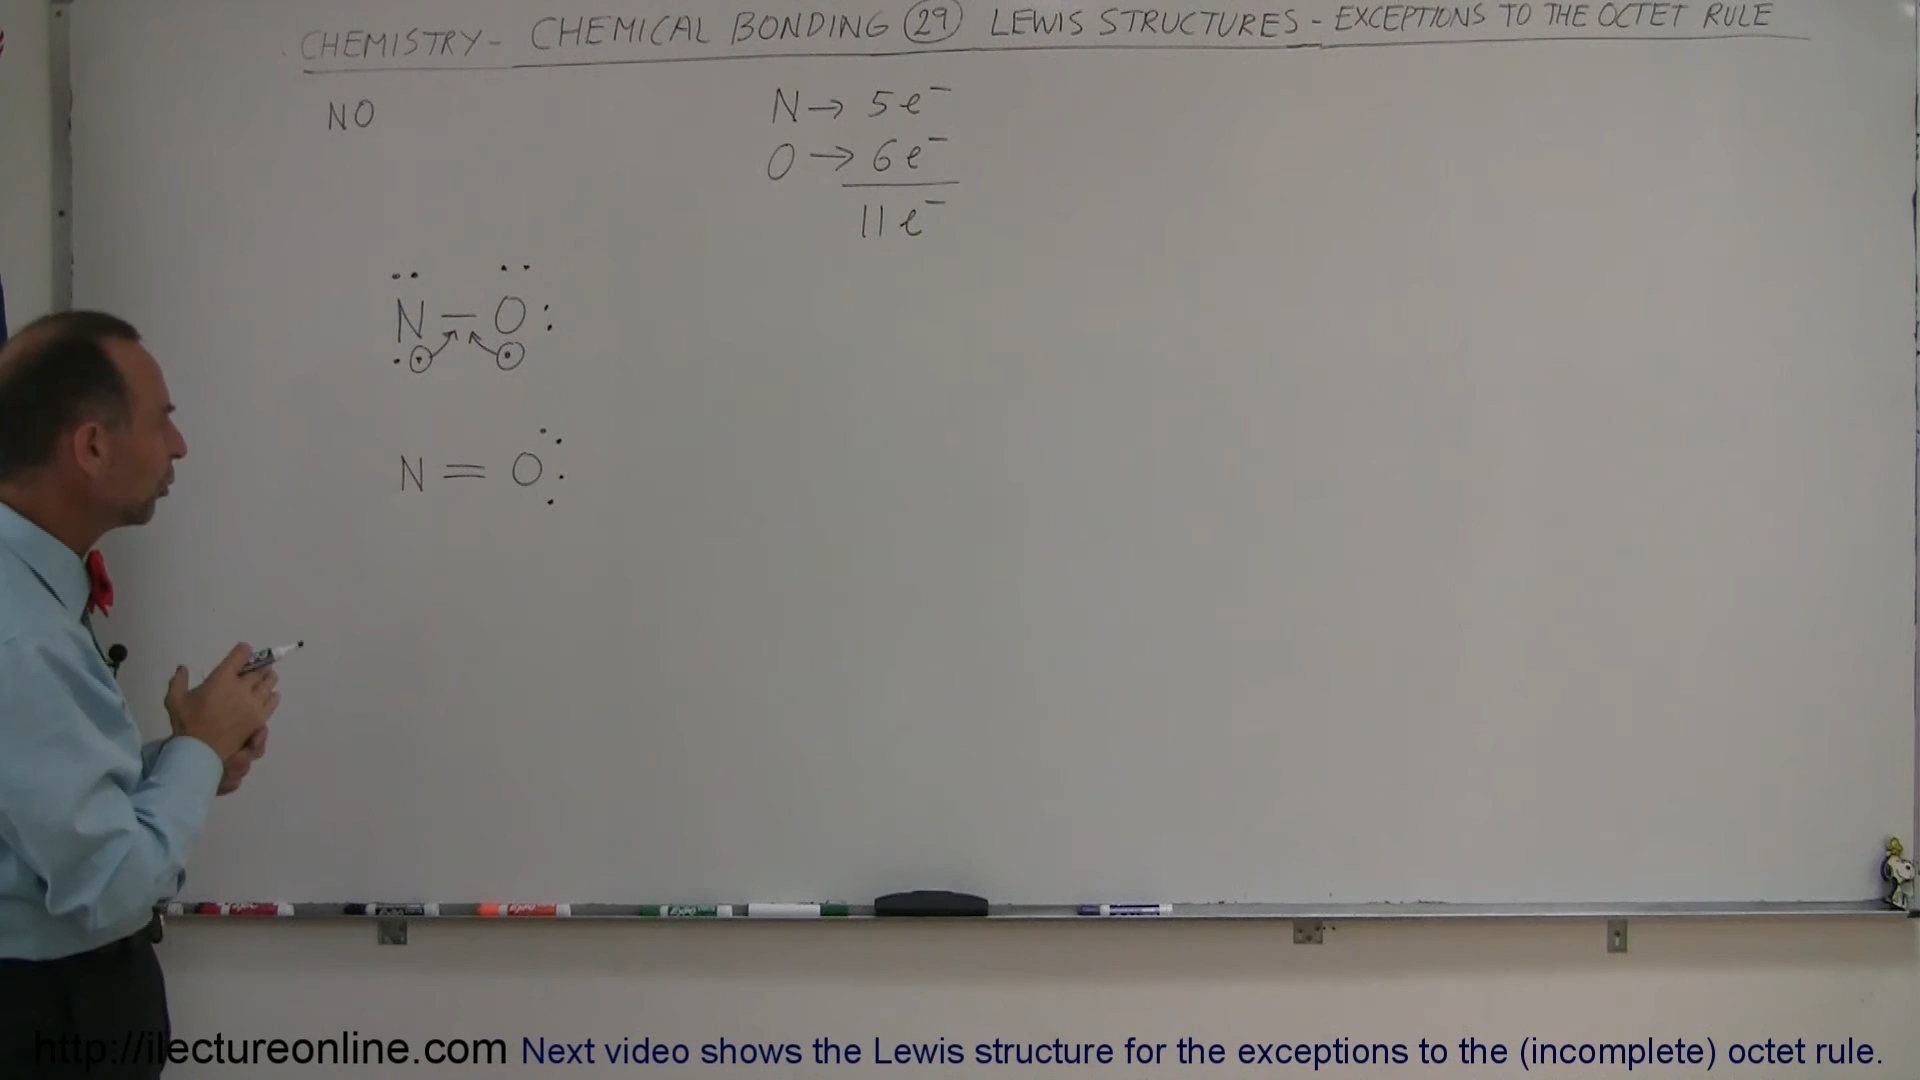 CHEMISTRY - CHEMICAL BONDING 29 LEWIS STRUCTURES - EXCEPTIONS TO THE OCTET RULE
NO
N → 5e⁻
O → 6e⁻
11e⁻
N — O
N = O
http://ilectureonline.com Next video shows the Lewis structure for the exceptions to the (incomplete) octet rule.